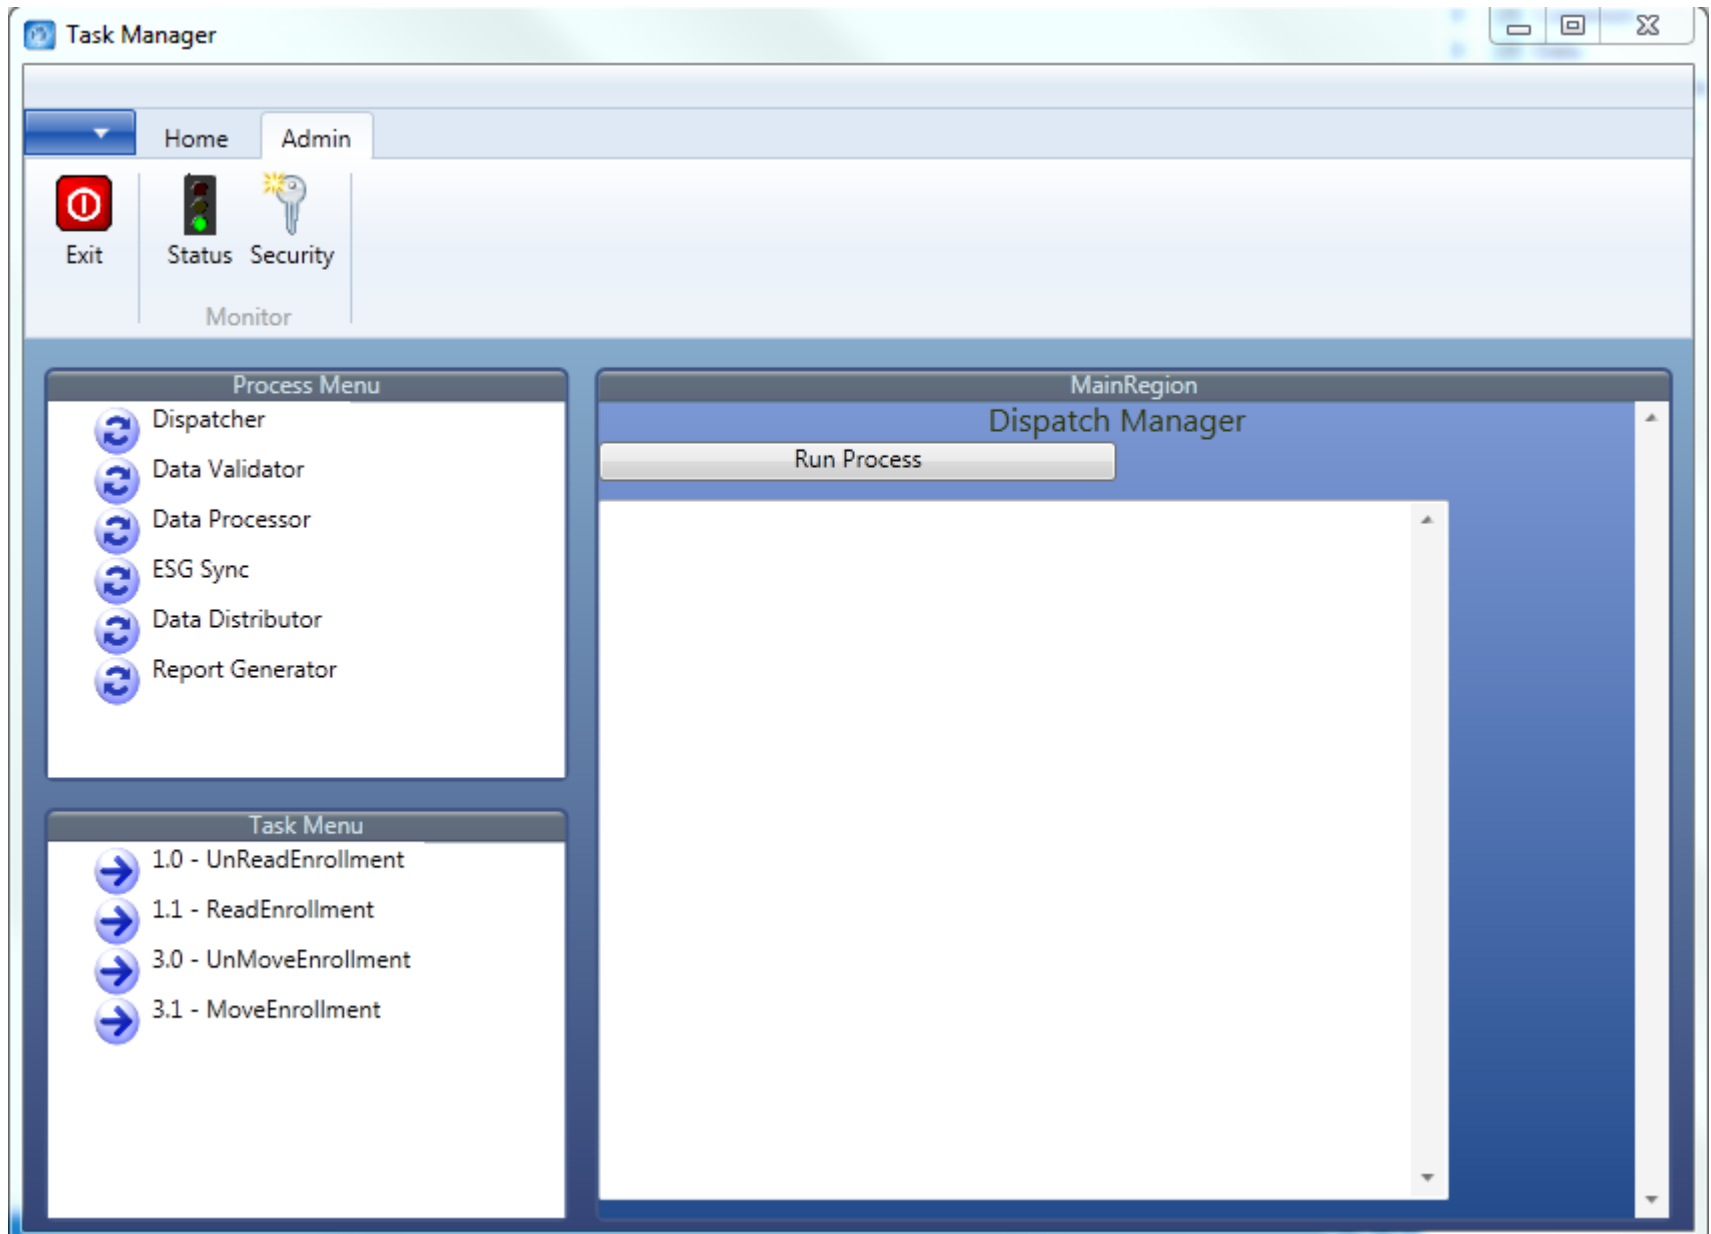 Task Manager
Home
Admin
Exit
Status
Security
Monitor
Process Menu
Dispatcher
Data Validator
Data Processor
ESG Sync
Data Distributor
Report Generator
Task Menu
1.0 - UnReadEnrollment
1.1 - ReadEnrollment
3.0 - UnMoveEnrollment
3.1 - MoveEnrollment
MainRegion
Dispatch Manager
Run Process